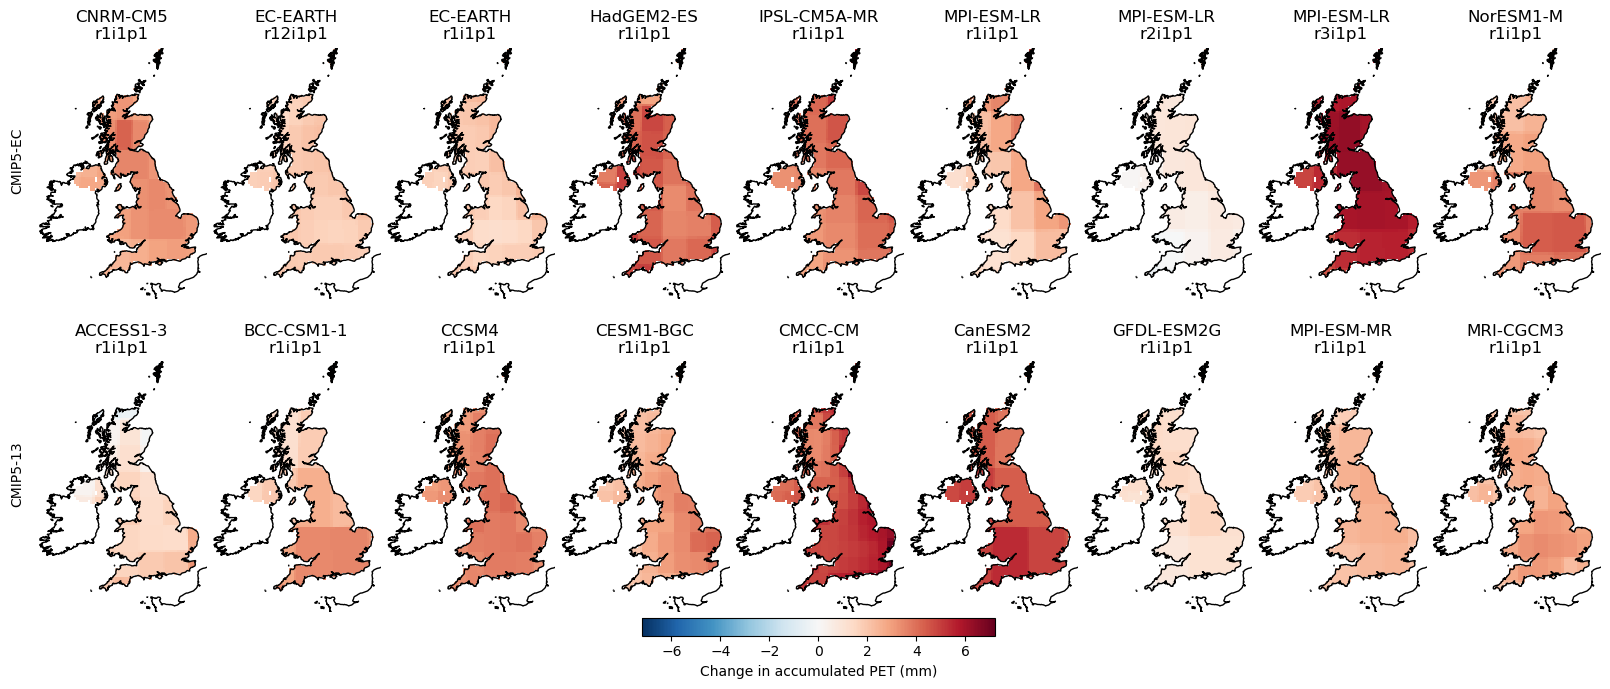 CNRM-CM5
r1i1p1
EC-EARTH
r12i1p1
EC-EARTH
r1i1p1
HadGEM2-ES
r1i1p1
IPSL-CM5A-MR
r1i1p1
MPI-ESM-LR
r1i1p1
MPI-ESM-LR
r2i1p1
MPI-ESM-LR
r3i1p1
NorESM1-M
r1i1p1
CMIP5-EC
ACCESS1-3
r1i1p1
BCC-CSM1-1
r1i1p1
CCSM4
r1i1p1
CESM1-BGC
r1i1p1
CMCC-CM
r1i1p1
CanESM2
r1i1p1
GFDL-ESM2G
r1i1p1
MPI-ESM-MR
r1i1p1
MRI-CGCM3
r1i1p1
CMIP5-13
−6 −4 −2 0 2 4 6
Change in accumulated PET (mm)